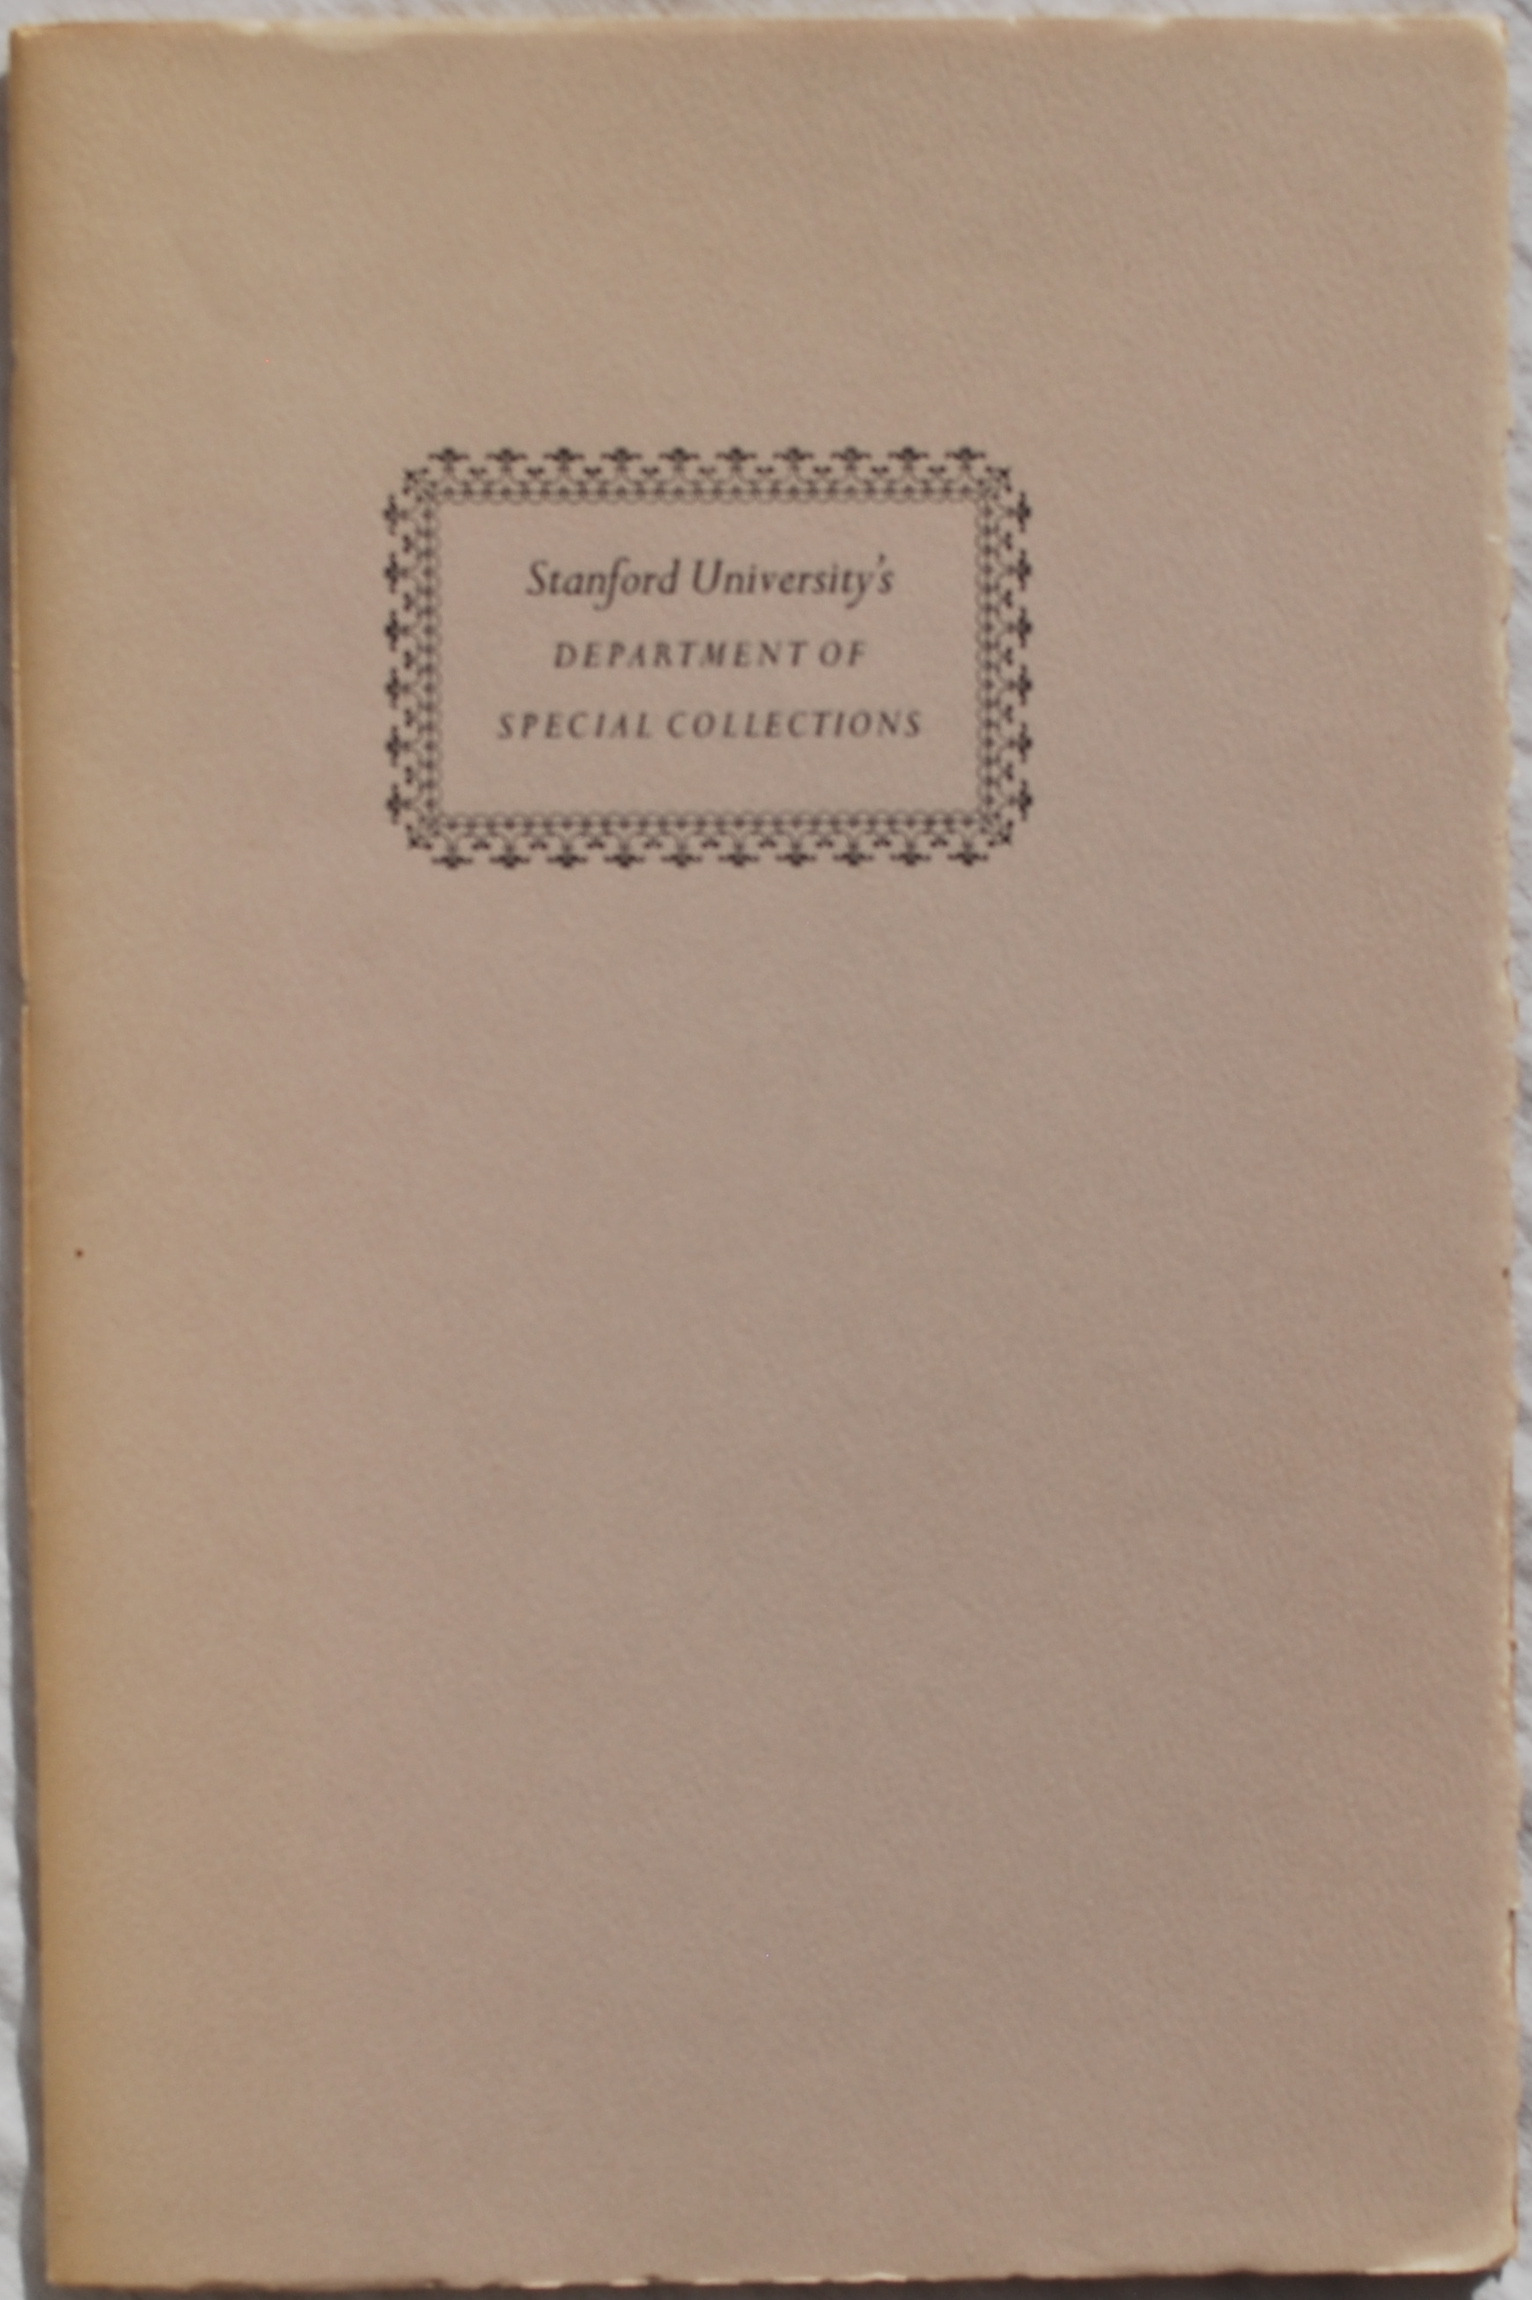 Stanford University's
DEPARTMENT OF
SPECIAL COLLECTIONS